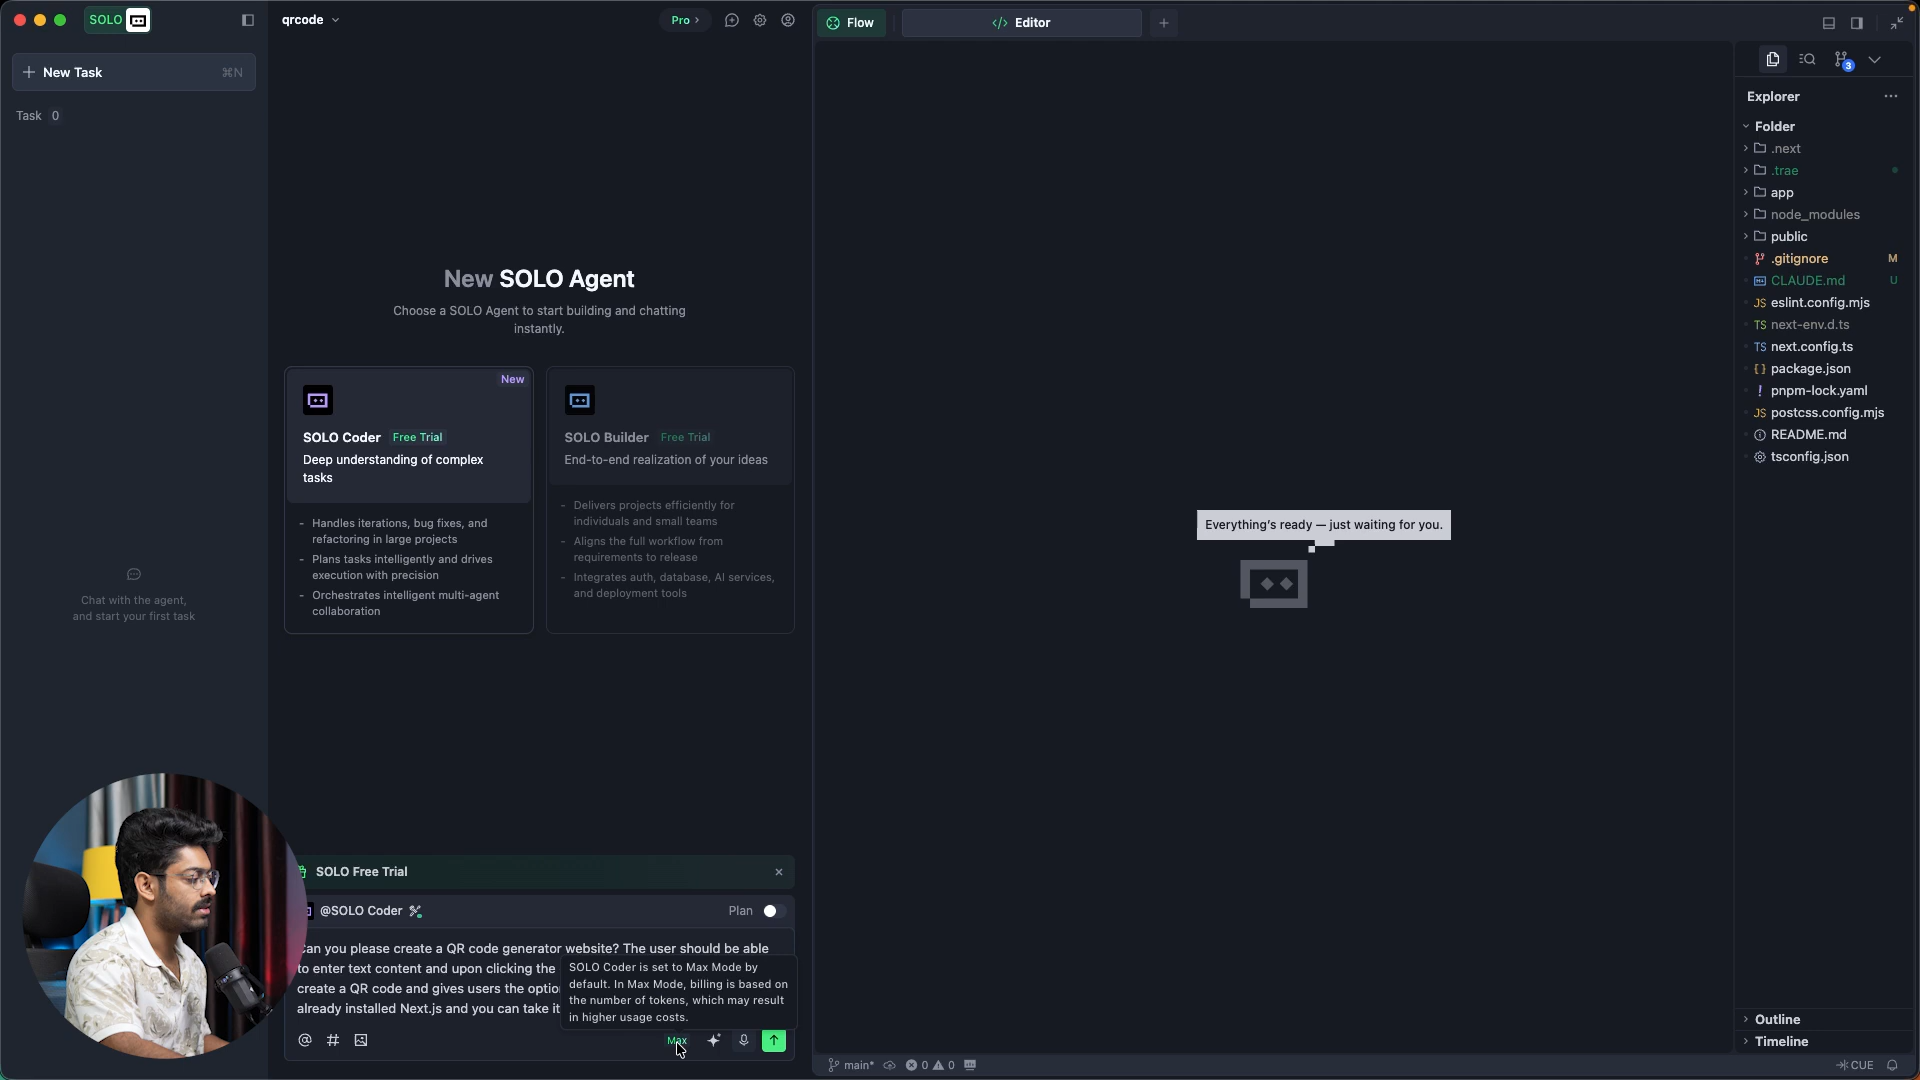 SOLO
qrcode
Pro
Flow
</> Editor
New Task ⌘N
Task 0
Chat with the agent,
and start your first task
New SOLO Agent
Choose a SOLO Agent to start building and chatting
instantly.
New
SOLO Coder Free Trial
Deep understanding of complex
tasks
- Handles iterations, bug fixes, and
refactoring in large projects
- Plans tasks intelligently and drives
execution with precision
- Orchestrates intelligent multi-agent
collaboration
SOLO Builder Free Trial
End-to-end realization of your ideas
- Delivers projects efficiently for
individuals and small teams
- Aligns the full workflow from
requirements to release
- Integrates auth, database, AI services,
and deployment tools
SOLO Free Trial
@SOLO Coder Plan
Can you please create a QR code generator website? The user should be able
to enter text content and upon clicking the
create a QR code and gives users the
already installed Next.js and you can take it
SOLO Coder is set to Max Mode by
default. In Max Mode, billing is based on
the number of tokens, which may result
in higher usage costs.
Max
Everything's ready — just waiting for you.
3
Explorer
Folder
.next
.trae
app
node_modules
public
.gitignore M
CLAUDE.md U
JS eslint.config.mjs
TS next-env.d.ts
TS next.config.ts
{} package.json
! pnpm-lock.yaml
JS postcss.config.mjs
README.md
tsconfig.json
Outline
Timeline
main* 0 0
CUE